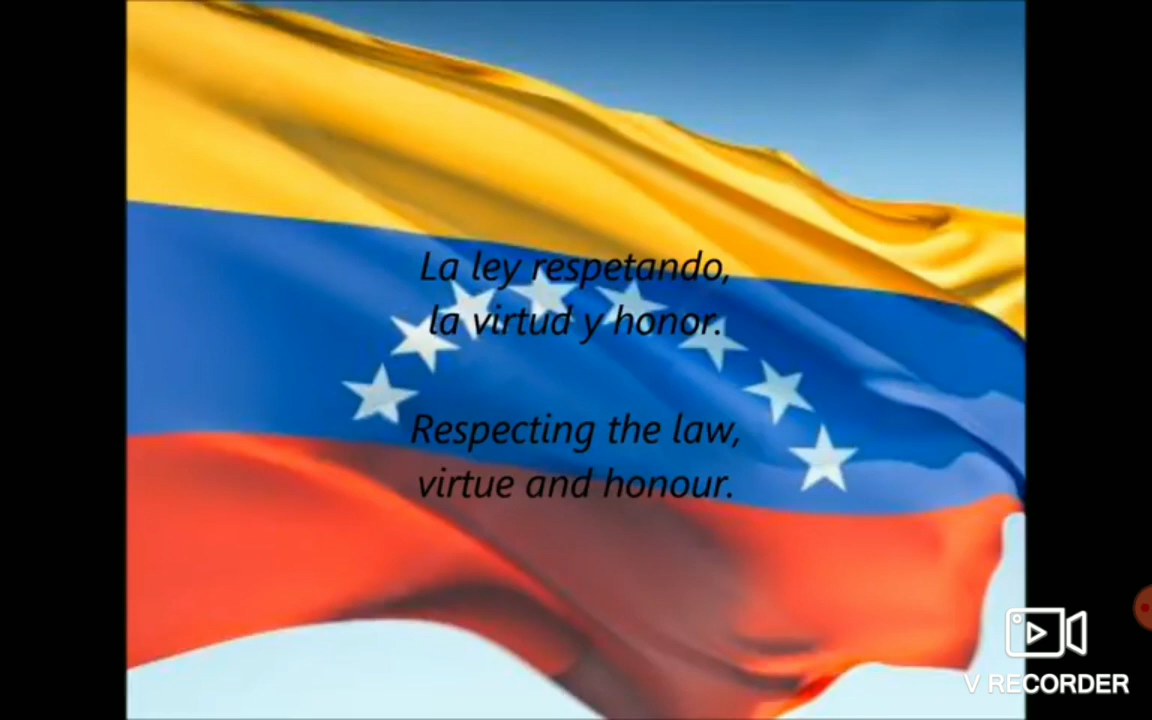 La ley respetando,
la virtud y honor.
Respecting the law,
virtue and honour.
V RECORDER